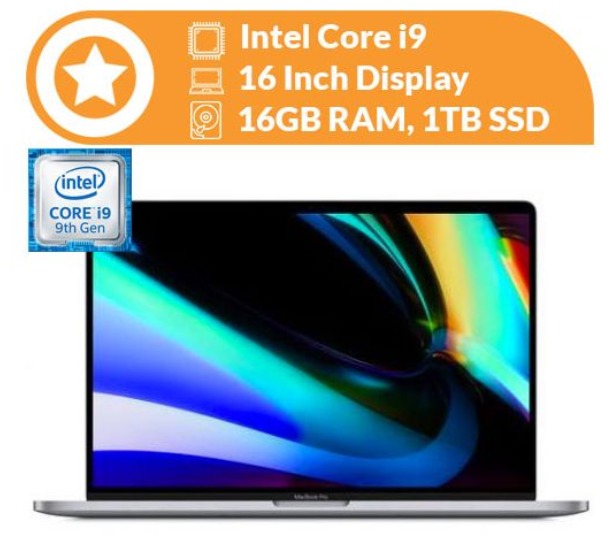 Intel Core i9
16 Inch Display
16GB RAM, 1TB SSD
intel
CORE i9
9th Gen
MacBook Pro